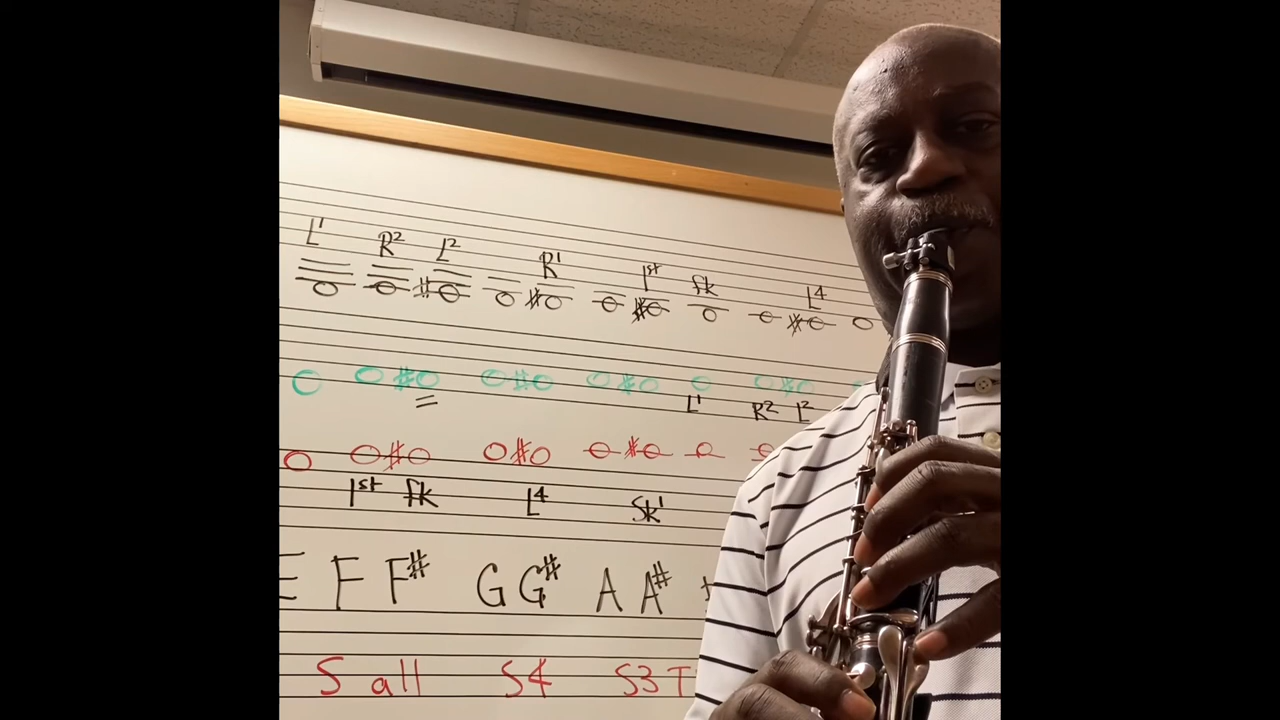 L¹ R² L² R¹ 1st fk L⁴
# # # #
# # # #
L¹ R² L²
# # #
1st fk L⁴ Sk¹
E F F# G G# A A#
S all S4 S3 T